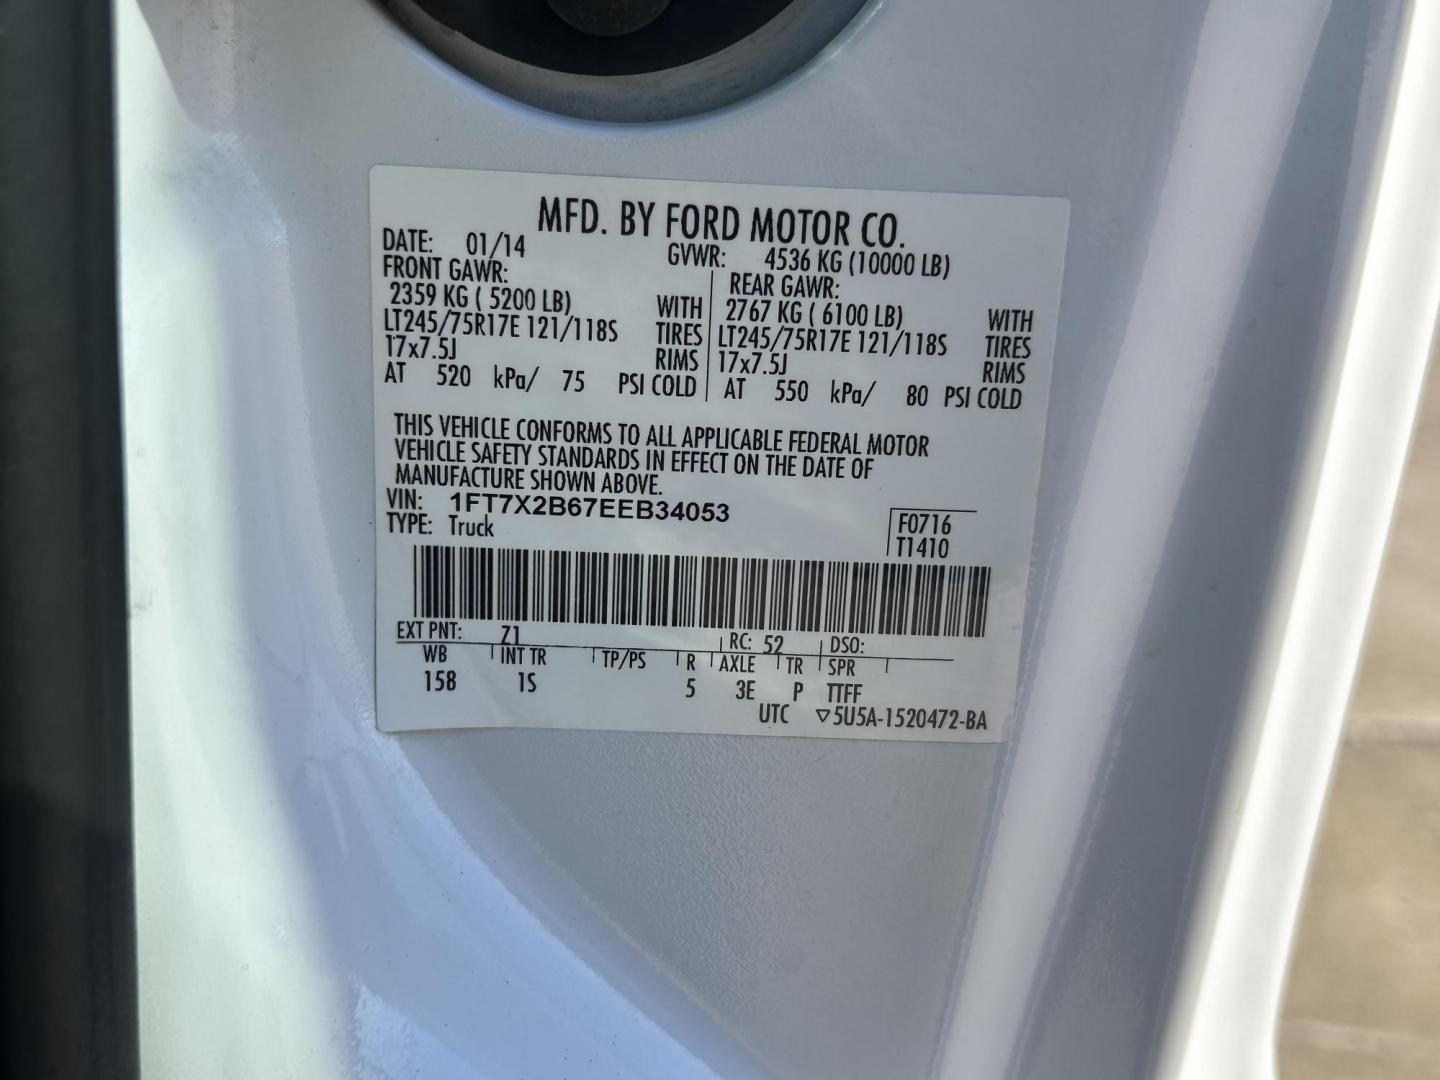 MFD. BY FORD MOTOR CO.
DATE: 01/14 GVWR: 4536 KG (10000 LB)
FRONT GAWR: REAR GAWR:
2359 KG ( 5200 LB) WITH 2767 KG ( 6100 LB) WITH
LT245/75R17E 121/118S TIRES LT245/75R17E 121/118S TIRES
17x7.5J RIMS 17x7.5J RIMS
AT 520 kPa/ 75 PSI COLD AT 550 kPa/ 80 PSI COLD
THIS VEHICLE CONFORMS TO ALL APPLICABLE FEDERAL MOTOR
VEHICLE SAFETY STANDARDS IN EFFECT ON THE DATE OF
MANUFACTURE SHOWN ABOVE.
VIN: 1FT7X2B67EEB34053
TYPE: Truck
F0716
T1410
EXT PNT: Z1 RC: 52 DSO:
WB INT TR TP/PS R AXLE TR SPR
158 1S 5 3E P TTFF
UTC ▽5U5A-1520472-BA